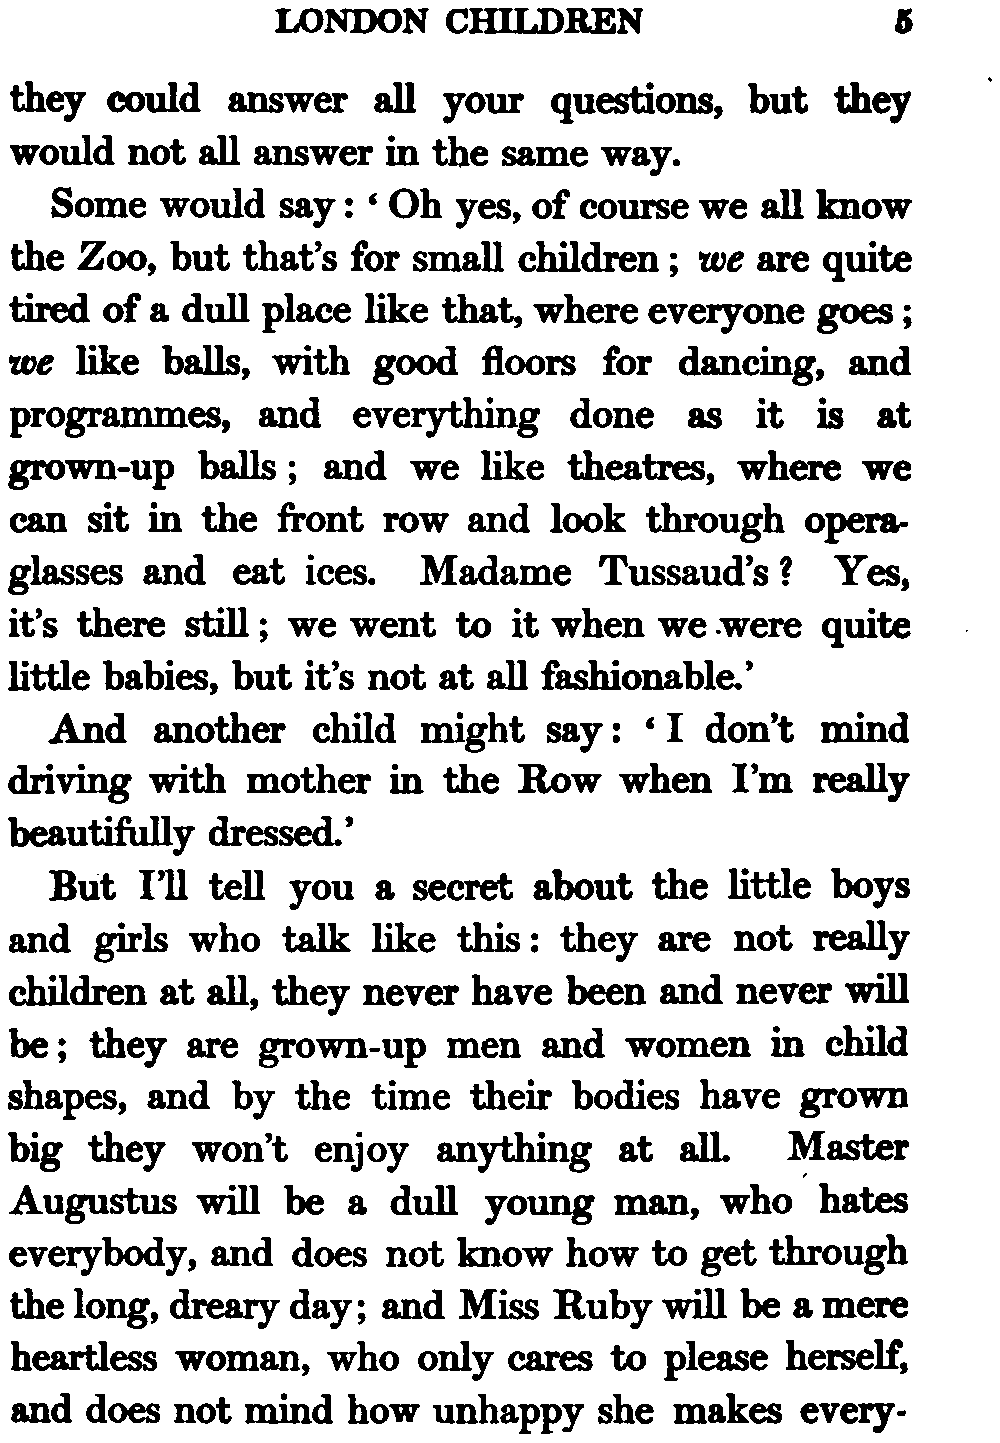 LONDON CHILDREN 5
they could answer all your questions, but they
would not all answer in the same way.
Some would say : ‘ Oh yes, of course we all know
the Zoo, but that’s for small children ; we are quite
tired of a dull place like that, where everyone goes ;
we like balls, with good floors for dancing, and
programmes, and everything done as it is at
grown-up balls ; and we like theatres, where we
can sit in the front row and look through opera-
glasses and eat ices. Madame Tussaud’s ? Yes,
it’s there still ; we went to it when we were quite
little babies, but it’s not at all fashionable.’
And another child might say : ‘ I don’t mind
driving with mother in the Row when I’m really
beautifully dressed.’
But I’ll tell you a secret about the little boys
and girls who talk like this : they are not really
children at all, they never have been and never will
be ; they are grown-up men and women in child
shapes, and by the time their bodies have grown
big they won’t enjoy anything at all. Master
Augustus will be a dull young man, who hates
everybody, and does not know how to get through
the long, dreary day ; and Miss Ruby will be a mere
heartless woman, who only cares to please herself,
and does not mind how unhappy she makes every-